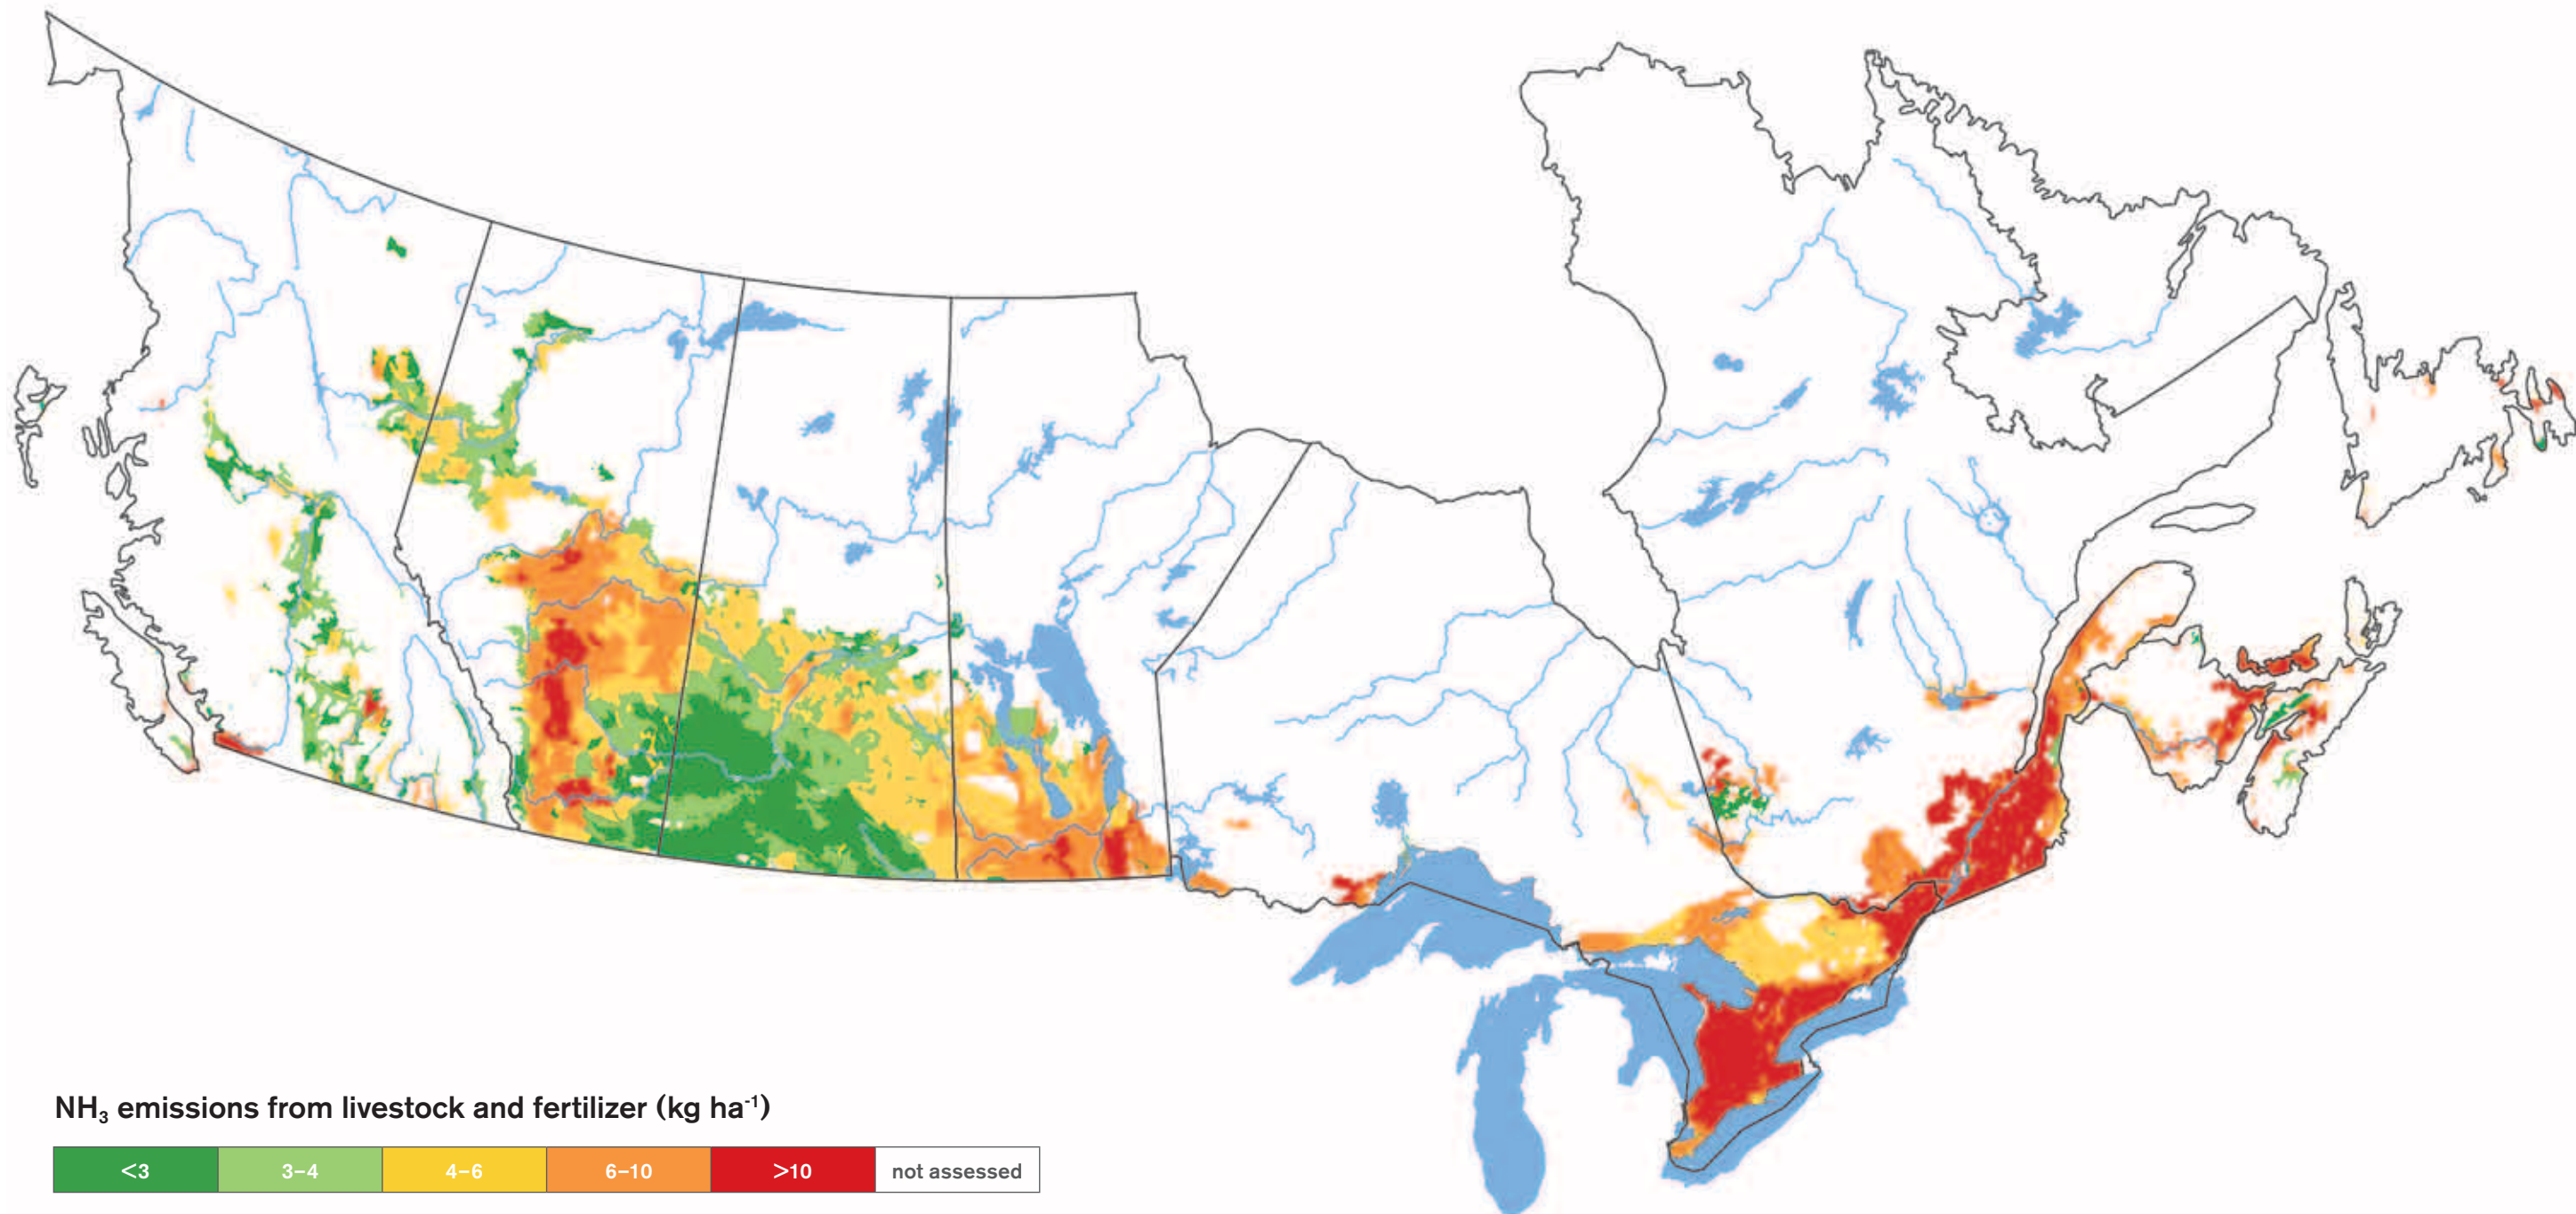 NH₃ emissions from livestock and fertilizer (kg ha⁻¹)
<3 3–4 4–6 6–10 >10 not assessed